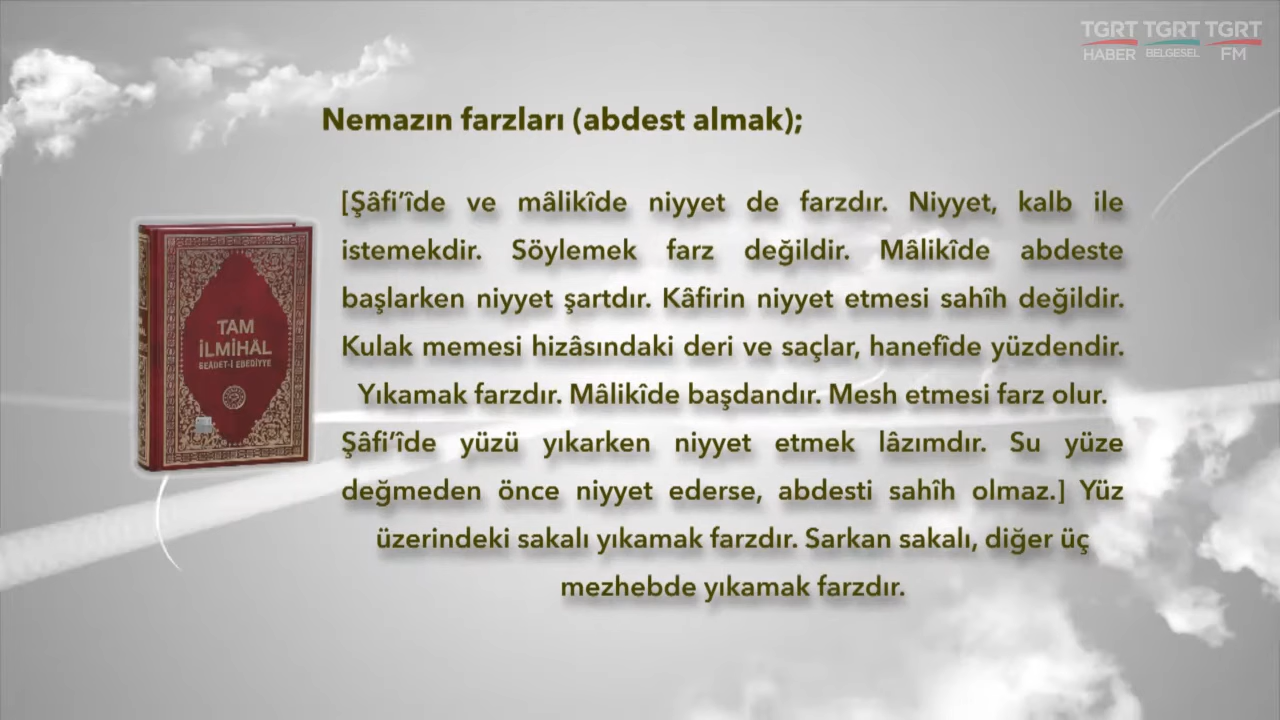 TGRT TGRT TGRT
HABER BELGESEL FM
Nemazın farzları (abdest almak);
[Şâfi’îde ve mâlikîde niyyet de farzdır. Niyyet, kalb ile
istemekdir. Söylemek farz değildir. Mâlikîde abdeste
başlarken niyyet şartdır. Kâfirin niyyet etmesi sahîh değildir.
Kulak memesi hizâsındaki deri ve saçlar, hanefîde yüzdendir.
Yıkamak farzdır. Mâlikîde başdandır. Mesh etmesi farz olur.
Şâfi’îde yüzü yıkarken niyyet etmek lâzımdır. Su yüze
değmeden önce niyyet ederse, abdesti sahîh olmaz.] Yüz
üzerindeki sakalı yıkamak farzdır. Sarkan sakalı, diğer üç
mezhebde yıkamak farzdır.
TAM
İLMİHÂL
SEÂDET-İ EBEDİYYE